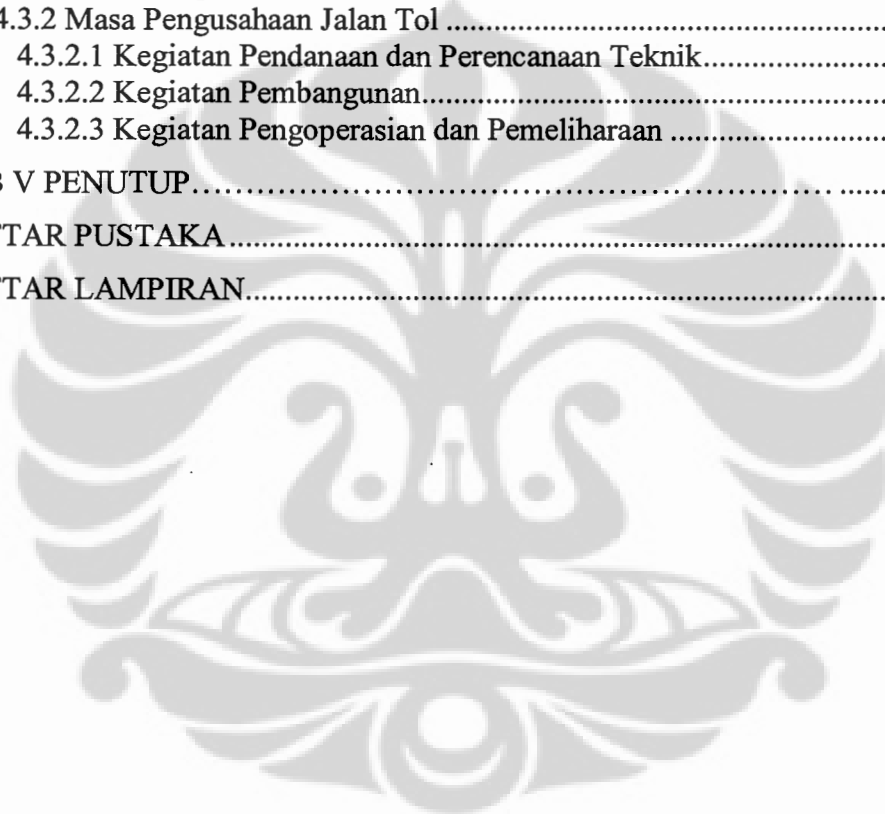 4.3.2 Masa Pengusahaan Jalan Tol ......................................................
4.3.2.1 Kegiatan Pendanaan dan Perencanaan Teknik......................
4.3.2.2 Kegiatan Pembangunan..........................................................
4.3.2.3 Kegiatan Pengoperasian dan Pemeliharaan ..........................
V PENUTUP.................................................................. ......
TAR PUSTAKA ................................................................................
TAR LAMPIRAN..............................................................................